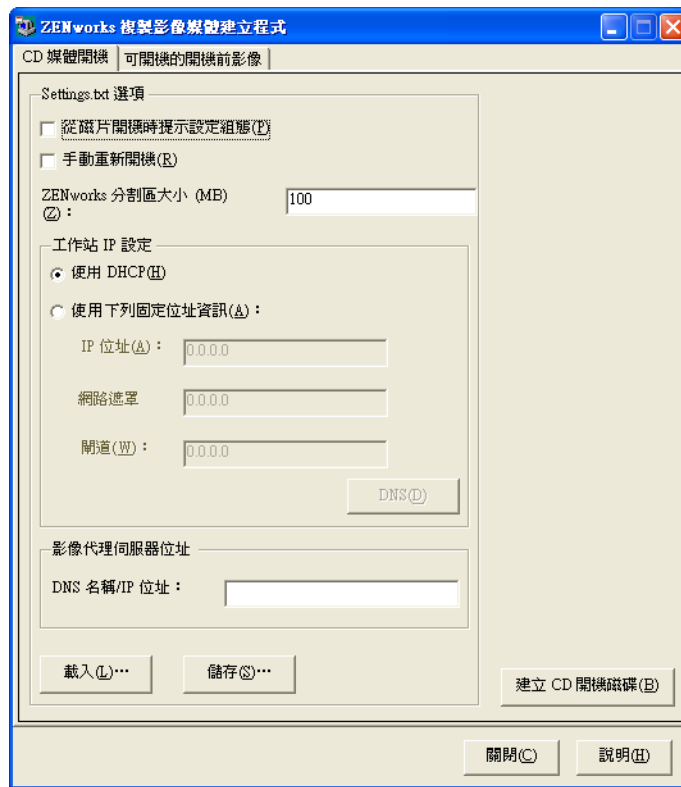 ZENworks 複製影像媒體建立程式
CD 媒體開機
可開機的開機前影像
Settings.txt 選項
從磁片開機時提示設定組態(P)
手動重新開機(R)
ZENworks 分割區大小 (MB)
(Z)：
100
工作站 IP 設定
使用 DHCP(H)
使用下列固定位址資訊(A)：
IP 位址(A)：
0.0.0.0
網路遮罩
0.0.0.0
閘道(W)：
0.0.0.0
DNS(D)
影像代理伺服器位址
DNS 名稱/IP 位址：
載入(L)…
儲存(S)…
建立 CD 開機磁碟(B)
關閉(C)
說明(H)